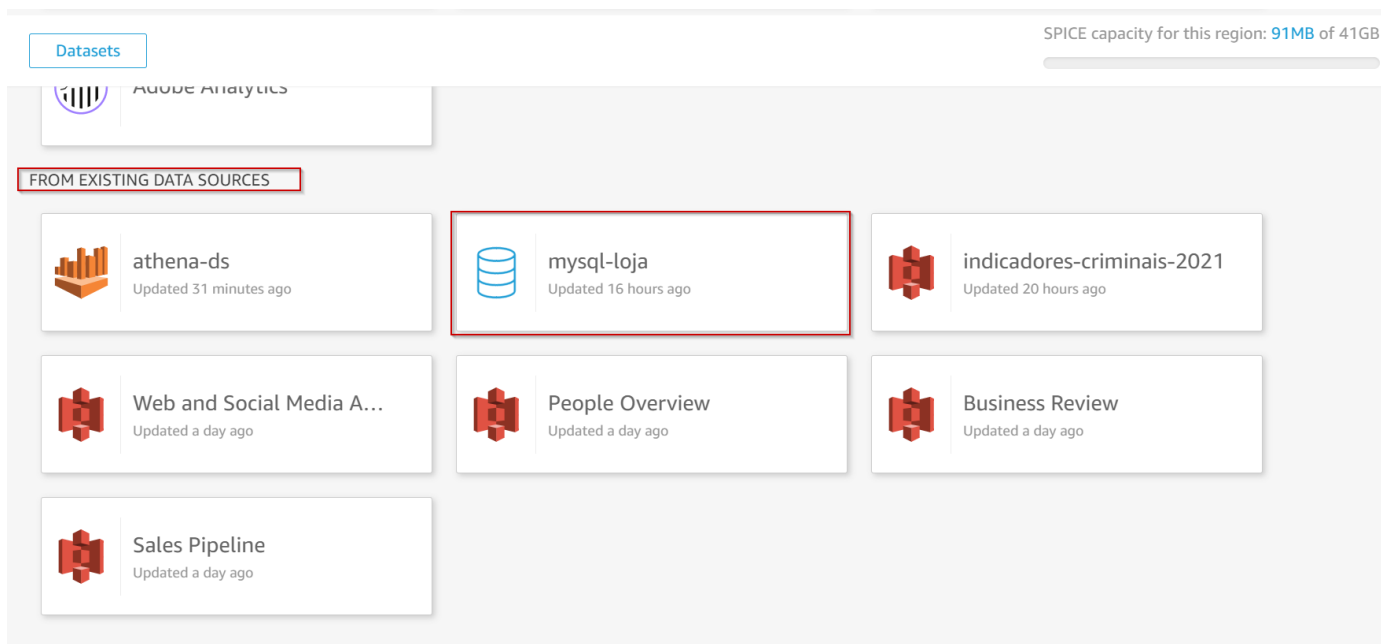 Datasets
SPICE capacity for this region: 91MB of 41GB
Adobe Analytics
FROM EXISTING DATA SOURCES
athena-ds
Updated 31 minutes ago
mysql-loja
Updated 16 hours ago
indicadores-criminais-2021
Updated 20 hours ago
Web and Social Media A...
Updated a day ago
People Overview
Updated a day ago
Business Review
Updated a day ago
Sales Pipeline
Updated a day ago